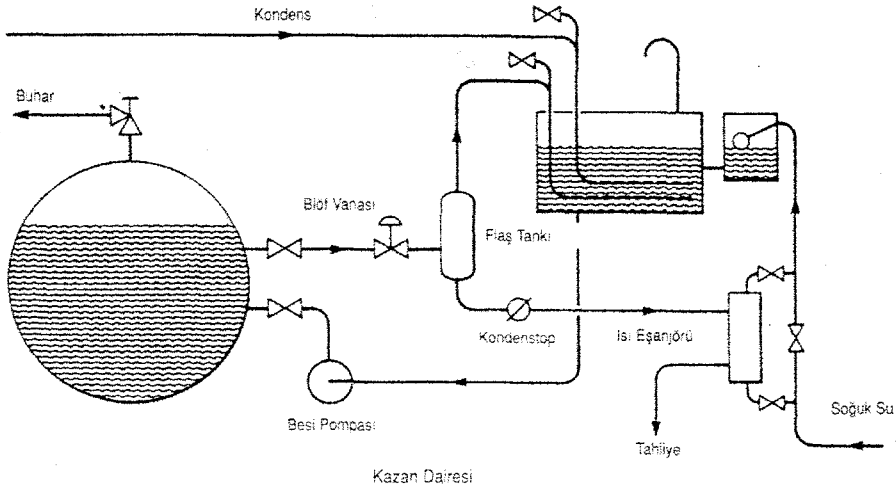 Kondens
Buhar
Blöf Vanası
Flaş Tankı
Kondenstop
Isı Eşanjörü
Besi Pompası
Soğuk Su
Tahliye
Kazan Dairesi